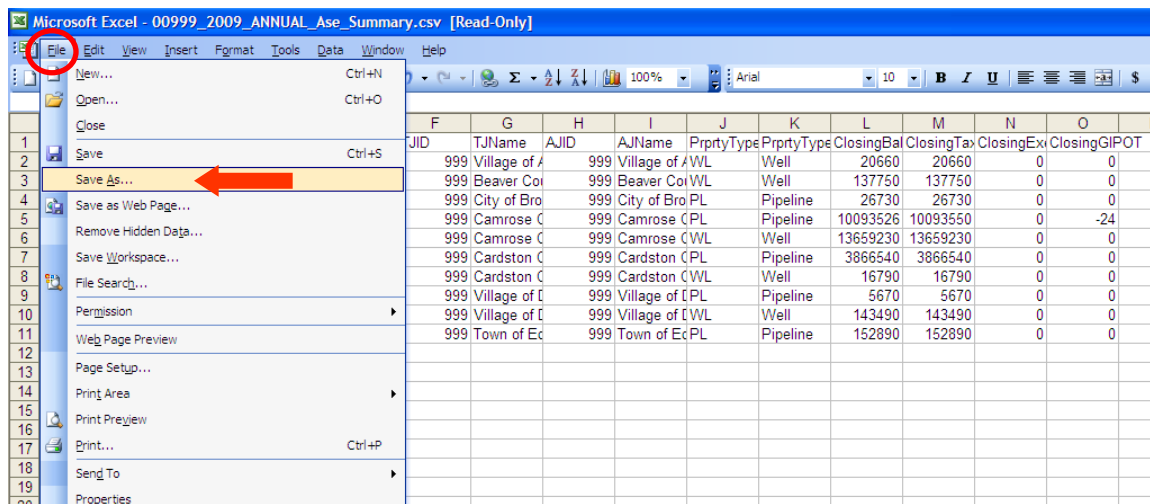 Microsoft Excel - 00999_2009_ANNUAL_Ase_Summary.csv [Read-Only]
File Edit View Insert Format Tools Data Window Help
100% Arial 10 B I U $
New... Ctrl+N
Open... Ctrl+O
Close
Save Ctrl+S
Save As...
Save as Web Page...
Remove Hidden Data...
Save Workspace...
File Search...
Permission
Web Page Preview
Page Setup...
Print Area
Print Preview
Print... Ctrl+P
Send To
Properties
F G H I J K L M N O
1 TJID TJName AJID AJName PrprtyType PrprtyType ClosingBal ClosingTax ClosingExe ClosingGIPOT
2 999 Village of A 999 Village of A WL Well 20660 20660 0 0
3 999 Beaver Cou 999 Beaver Cou WL Well 137750 137750 0 0
4 999 City of Bro 999 City of Bro PL Pipeline 26730 26730 0 0
5 999 Camrose C 999 Camrose C PL Pipeline 10093526 10093550 0 -24
6 999 Camrose C 999 Camrose C WL Well 13659230 13659230 0 0
7 999 Cardston C 999 Cardston C PL Pipeline 3866540 3866540 0 0
8 999 Cardston C 999 Cardston C WL Well 16790 16790 0 0
9 999 Village of D 999 Village of D PL Pipeline 5670 5670 0 0
10 999 Village of D 999 Village of D WL Well 143490 143490 0 0
11 999 Town of Ec 999 Town of Ec PL Pipeline 152890 152890 0 0
12
13
14
15
16
17
18
19
20